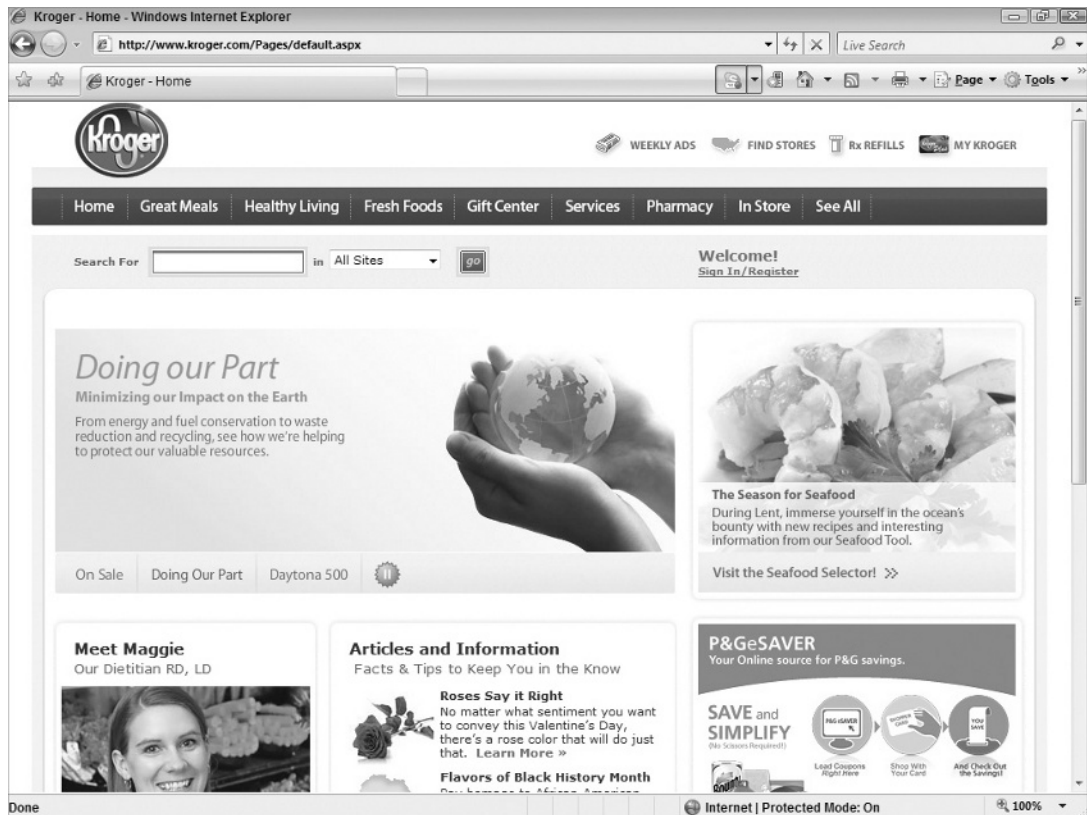 Kroger - Home - Windows Internet Explorer
http://www.kroger.com/Pages/default.aspx
Live Search
Kroger - Home
Page
Tools
Kroger
WEEKLY ADS
FIND STORES
Rx REFILLS
MY KROGER
Home
Great Meals
Healthy Living
Fresh Foods
Gift Center
Services
Pharmacy
In Store
See All
Search For
in
All Sites
go
Welcome!
Sign In/Register
Doing our Part
Minimizing our Impact on the Earth
From energy and fuel conservation to waste
reduction and recycling, see how we're helping
to protect our valuable resources.
On Sale
Doing Our Part
Daytona 500
The Season for Seafood
During Lent, immerse yourself in the ocean's
bounty with new recipes and interesting
information from our Seafood Tool.
Visit the Seafood Selector! »
Meet Maggie
Our Dietitian RD, LD
Articles and Information
Facts & Tips to Keep You in the Know
Roses Say it Right
No matter what sentiment you want
to convey this Valentine's Day,
there's a rose color that will do just
that. Learn More »
Flavors of Black History Month
Pay homage to African American
P&GeSAVER
Your Online source for P&G savings.
SAVE and
SIMPLIFY
(No Scissors Required!)
P&G eSAVER
SHOPPER CARD
YOU SAVE
Load Coupons
Right Here
Shop With
Your Card
And Check Out
the Savings!
Done
Internet | Protected Mode: On
100%